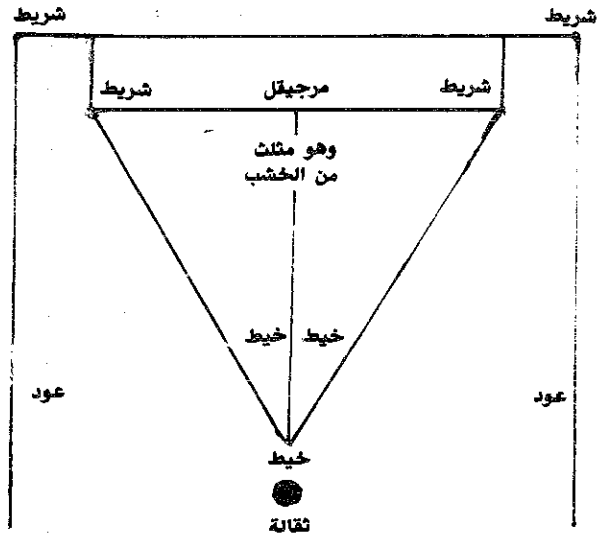 شريط شريط
شريط مرجيقل شريط
وهو مثلث
من الخشب
خيط خيط
عود عود
خيط
ثقالة